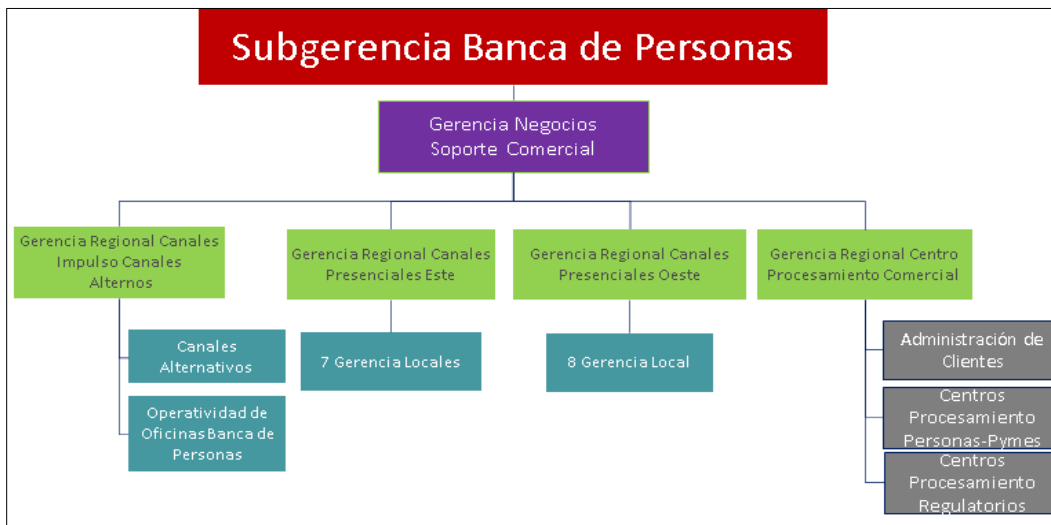 Subgerencia Banca de Personas
Gerencia Negocios
Soporte Comercial
Gerencia Regional Canales
Impulso Canales
Alternos
Gerencia Regional Canales
Presenciales Este
Gerencia Regional Canales
Presenciales Oeste
Gerencia Regional Centro
Procesamiento Comercial
Canales
Alternativos
Operatividad de
Oficinas Banca de
Personas
7 Gerencia Locales
8 Gerencia Local
Administración de
Clientes
Centros
Procesamiento
Personas-Pymes
Centros
Procesamiento
Regulatorios